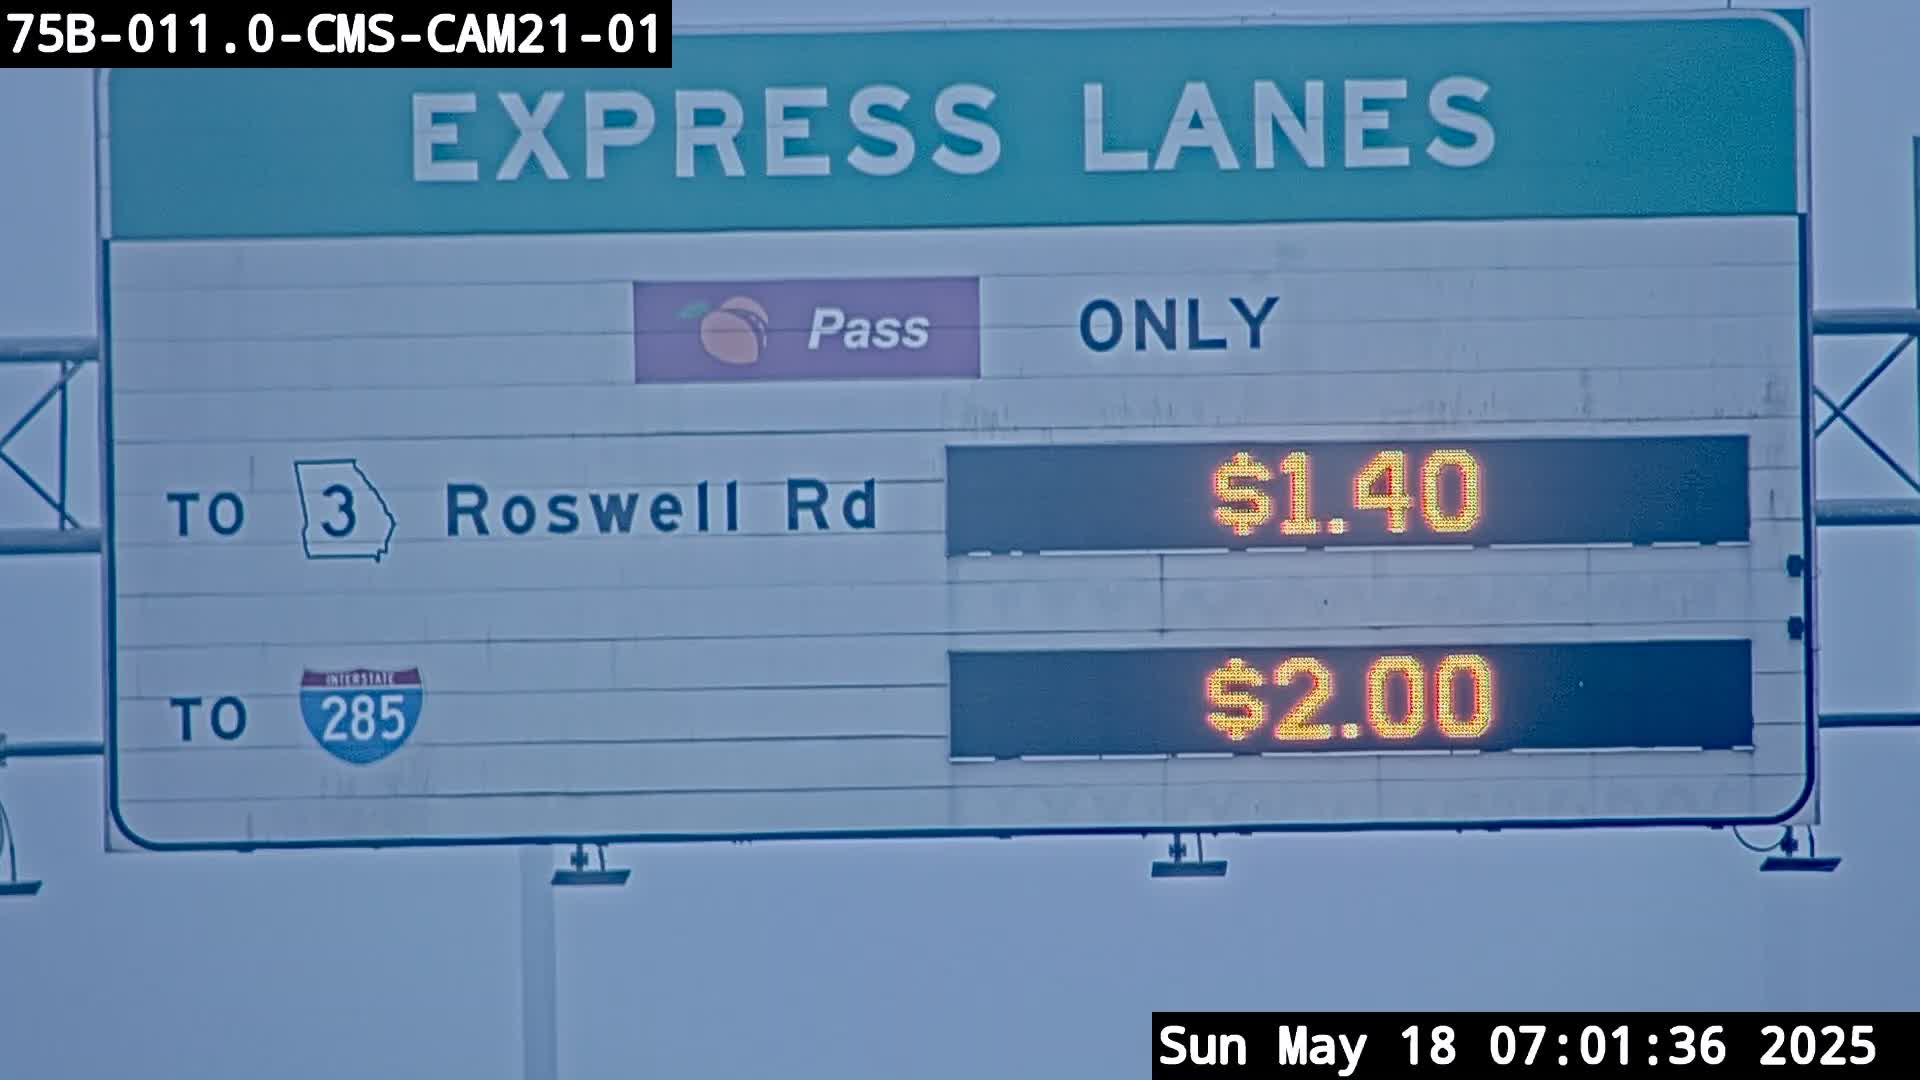 75B-011.0-CMS-CAM21-01
EXPRESS LANES
Pass ONLY
TO 3 Roswell Rd $1.40
INTERSTATE
TO 285 $2.00
Sun May 18 07:01:36 2025